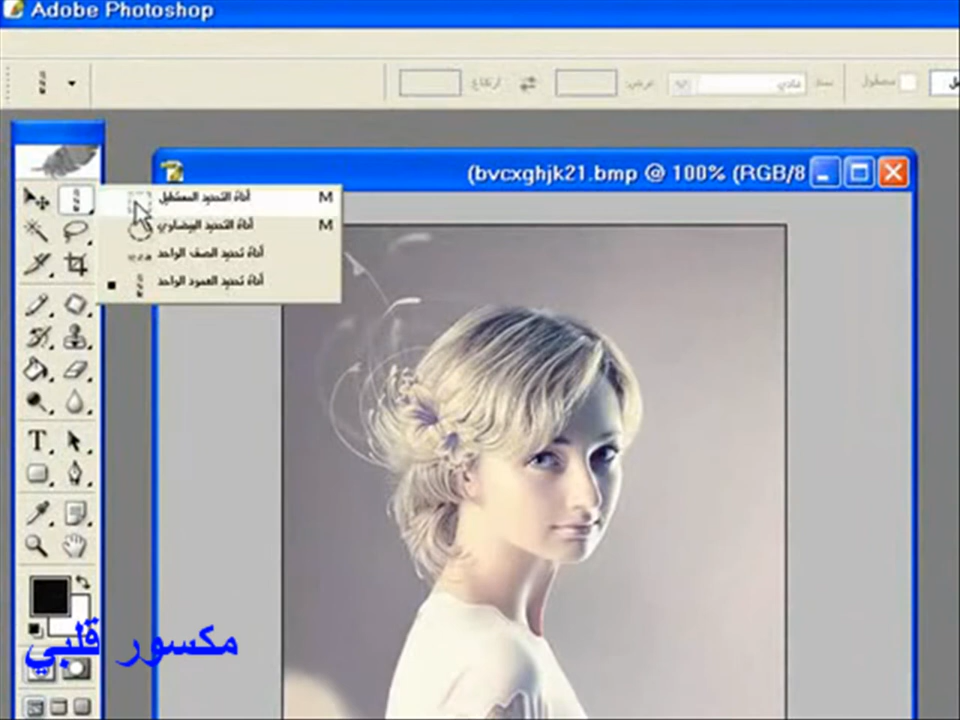 Adobe Photoshop
ارتفاع:
عرض:
عادي
نمط:
مصقول
(bvcxghjk21.bmp @ 100% (RGB/8
أداة التحديد المستطيل M
أداة التحديد البيضاوي M
أداة تحديد الصف الواحد
أداة تحديد العمود الواحد
T
مكسور قلبي